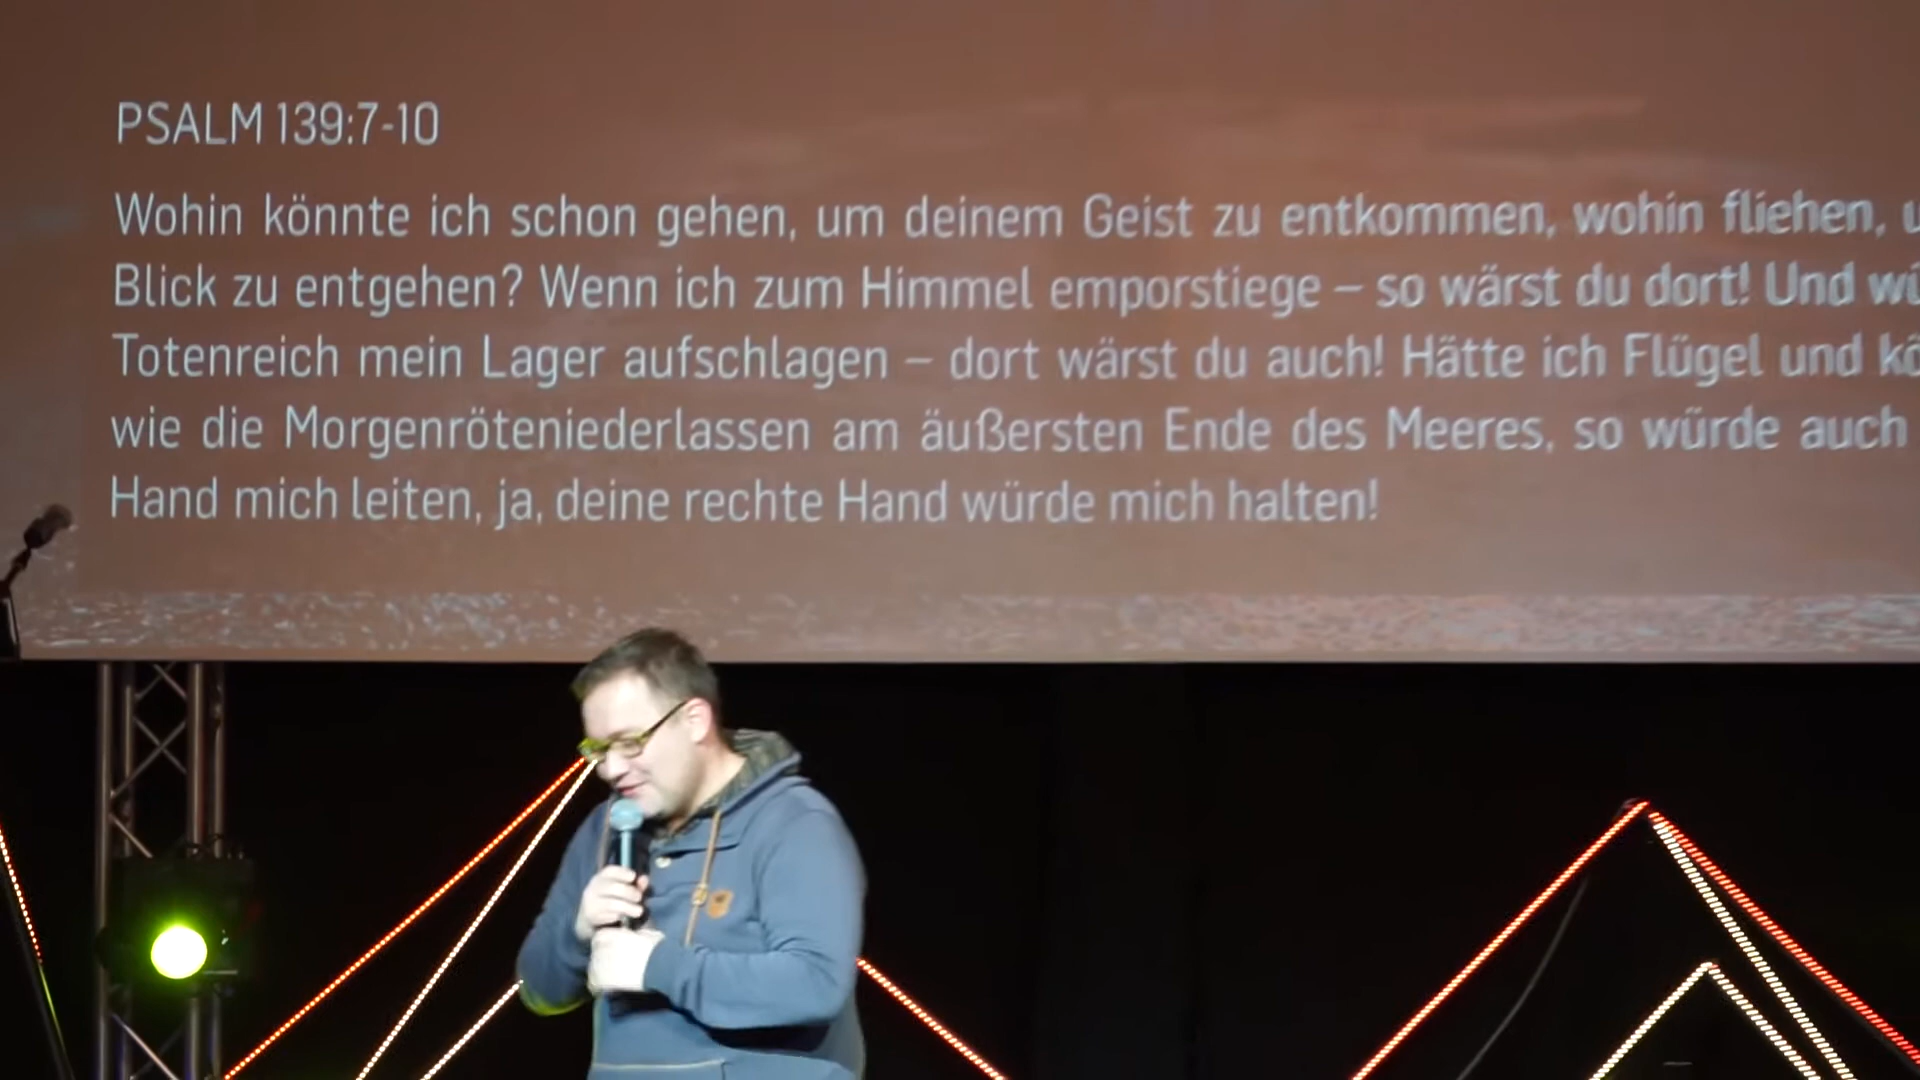 PSALM 139:7-10
Wohin könnte ich schon gehen, um deinem Geist zu entkommen, wohin fliehen,
Blick zu entgehen? Wenn ich zum Himmel emporstiege – so wärst du dort! Und
Totenreich mein Lager aufschlagen – dort wärst du auch! Hätte ich Flügel und
wie die Morgenröteniederlassen am äußersten Ende des Meeres, so würde auch
Hand mich leiten, ja, deine rechte Hand würde mich halten!